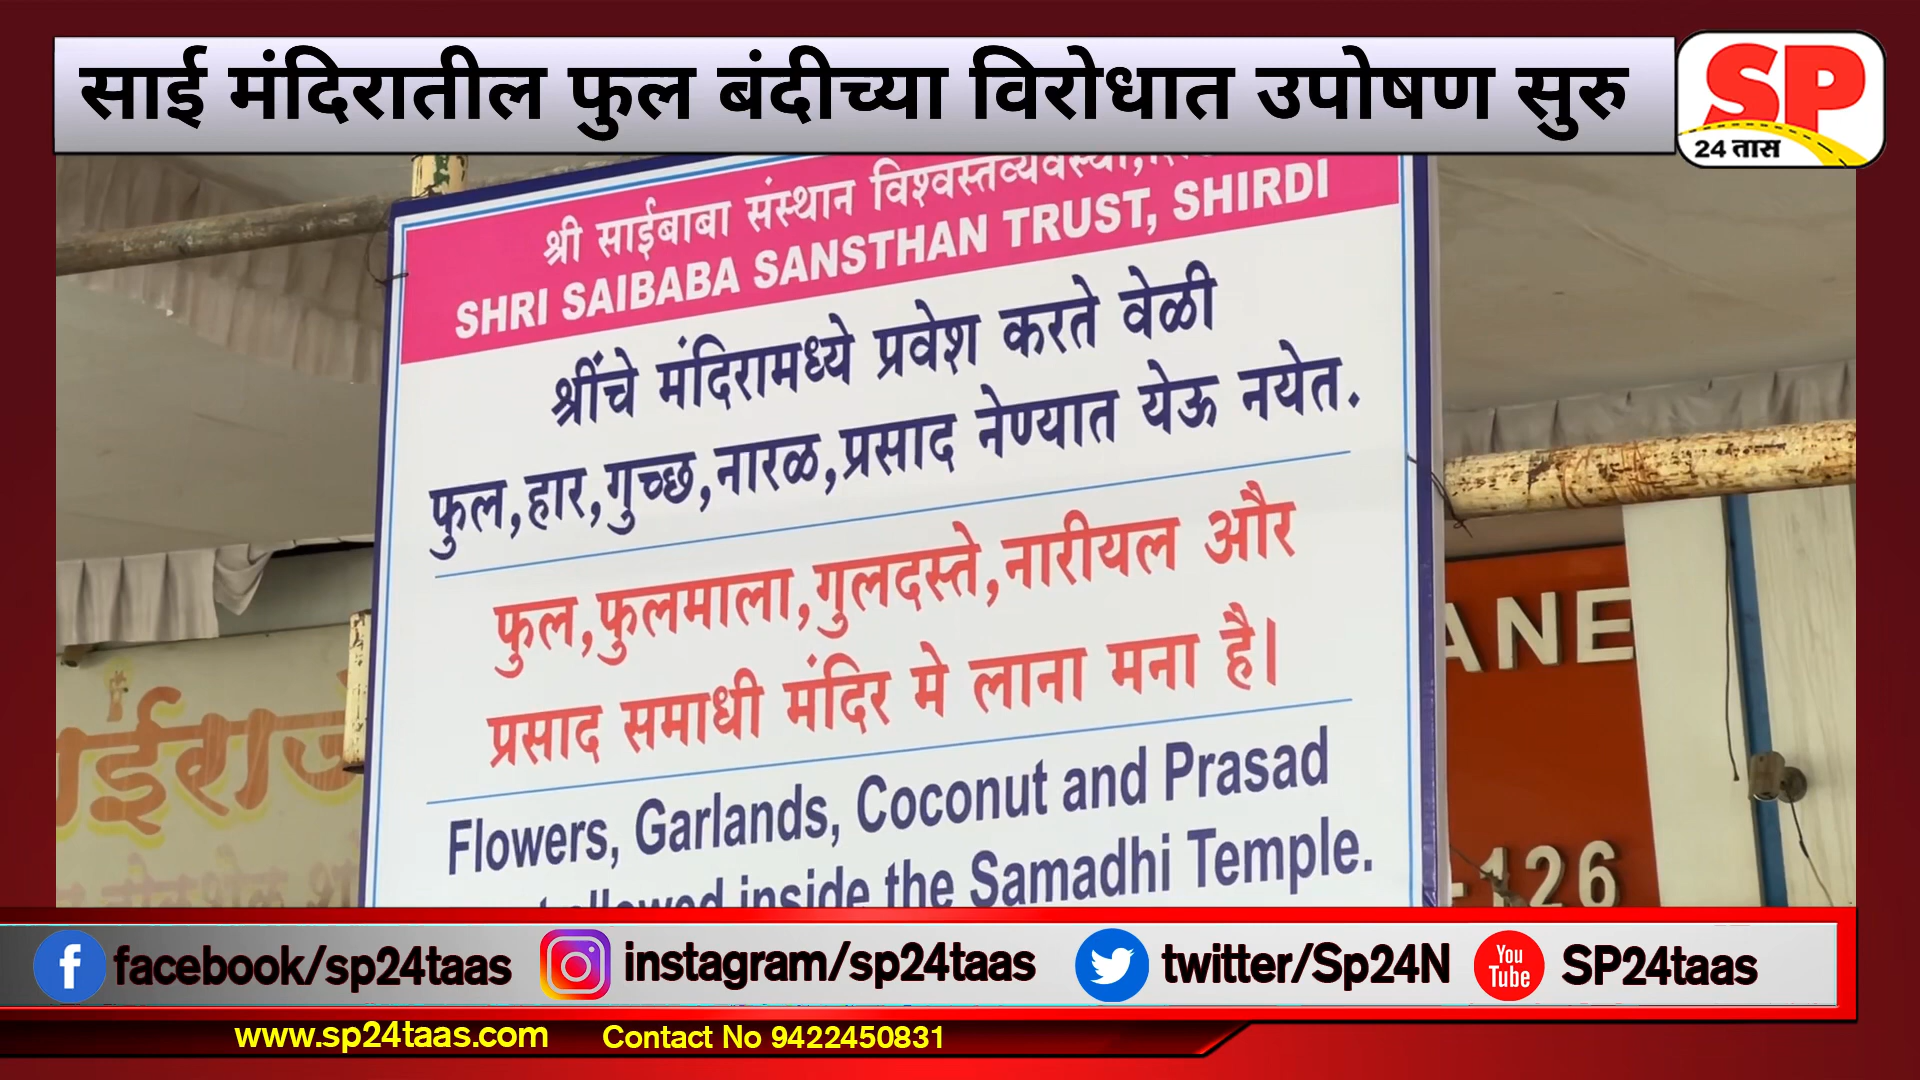 साई मंदिरातील फुल बंदीच्या विरोधात उपोषण सुरु
SP
24 तास
श्री साईबाबा संस्थान विश्वस्तव्यवस्था,
SHRI SAIBABA SANSTHAN TRUST, SHIRDI
श्रींचे मंदिरामध्ये प्रवेश करते वेळी
फुल,हार,गुच्छ,नारळ,प्रसाद नेण्यात येऊ नयेत.
फुल,फुलमाला,गुलदस्ते,नारीयल और
प्रसाद समाधी मंदिर मे लाना मना है।
Flowers, Garlands, Coconut and Prasad
allowed inside the Samadhi Temple.
ANE
-126
facebook/sp24taas
instagram/sp24taas
twitter/Sp24N
You
Tube
SP24taas
www.sp24taas.com
Contact No 9422450831